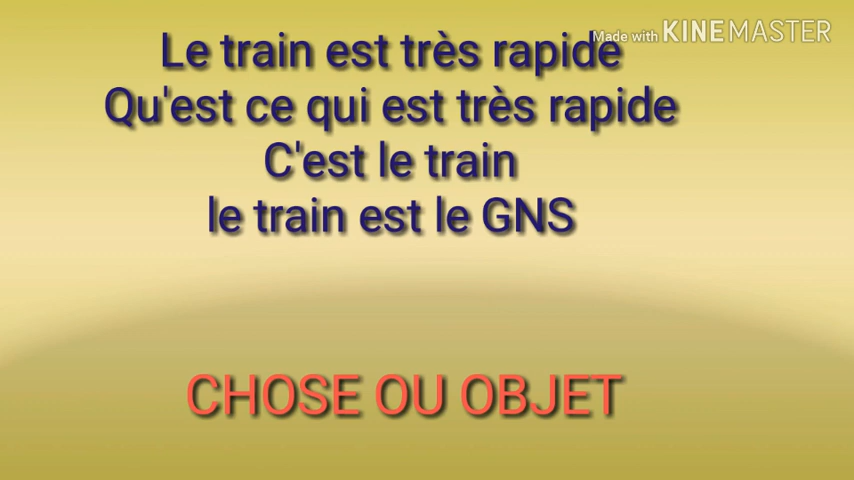 Le train est très rapide
Made with KINEMASTER
Qu'est ce qui est très rapide
C'est le train
le train est le GNS
CHOSE OU OBJET